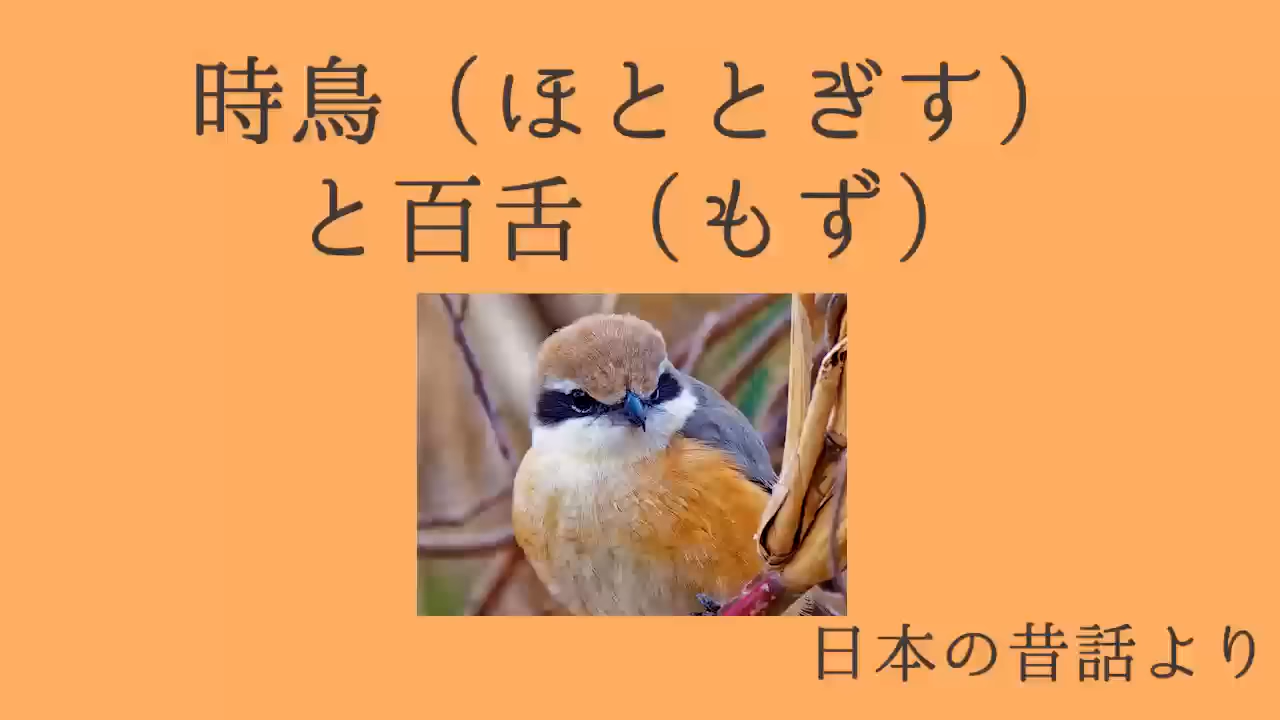 時鳥（ほととぎす）
と百舌（もず）
日本の昔話より